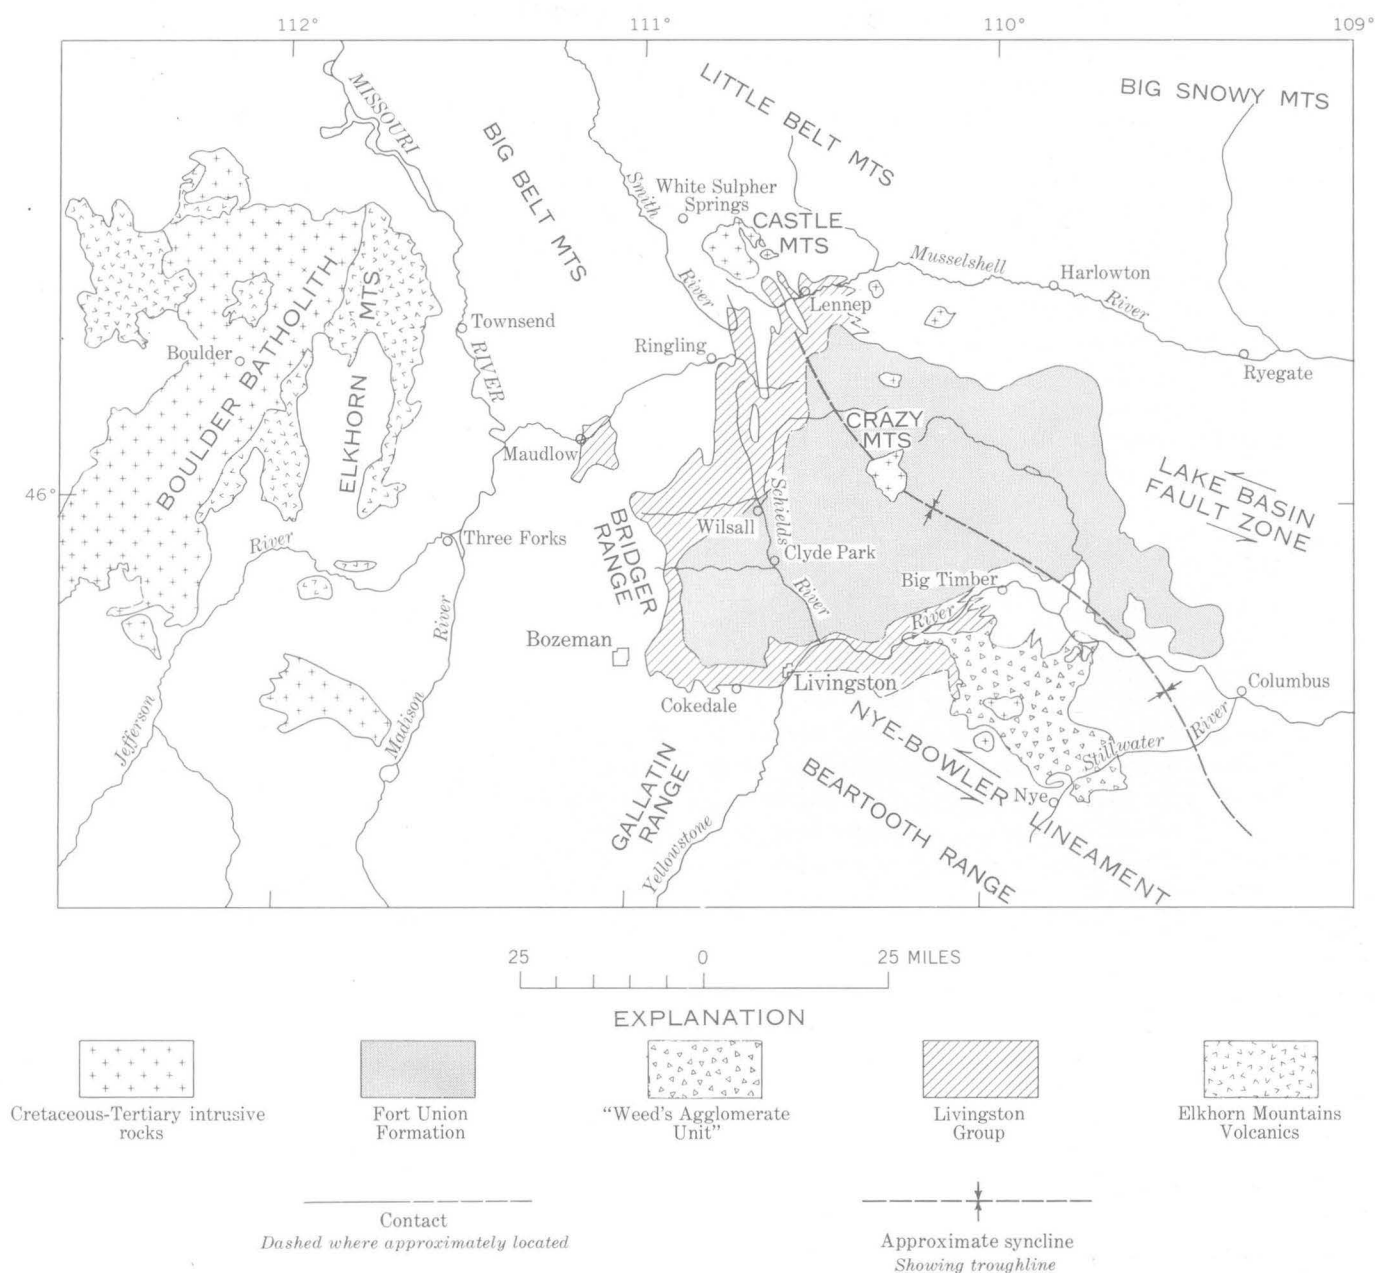 112°
111°
110°
109°
LITTLE BELT MTS
BIG SNOWY MTS
MISSOURI
BIG BELT MTS
Smith
White Sulpher
Springs
CASTLE
MTS
Musselshell
Harlowton
River
River
Lennep
MTS
Townsend
Ringling
Boulder
RIVER
Ryegate
BOULDER BATHOLITH
ELKHORN
CRAZY
MTS
Maudlow
LAKE BASIN
FAULT ZONE
46°
Schields
Wilsall
BRIDGER
RANGE
River
Three Forks
Clyde Park
Big Timber
River
River
River
Bozeman
Livingston
Columbus
Cokedale
Jefferson
Madison
NYE-BOWLER
LINEAMENT
Stillwater
River
Nye
GALLATIN
RANGE
BEARTOOTH RANGE
Yellowstone
25
0
25 MILES
EXPLANATION
Cretaceous-Tertiary intrusive
rocks
Fort Union
Formation
“Weed’s Agglomerate
Unit”
Livingston
Group
Elkhorn Mountains
Volcanics
Contact
Dashed where approximately located
Approximate syncline
Showing troughline